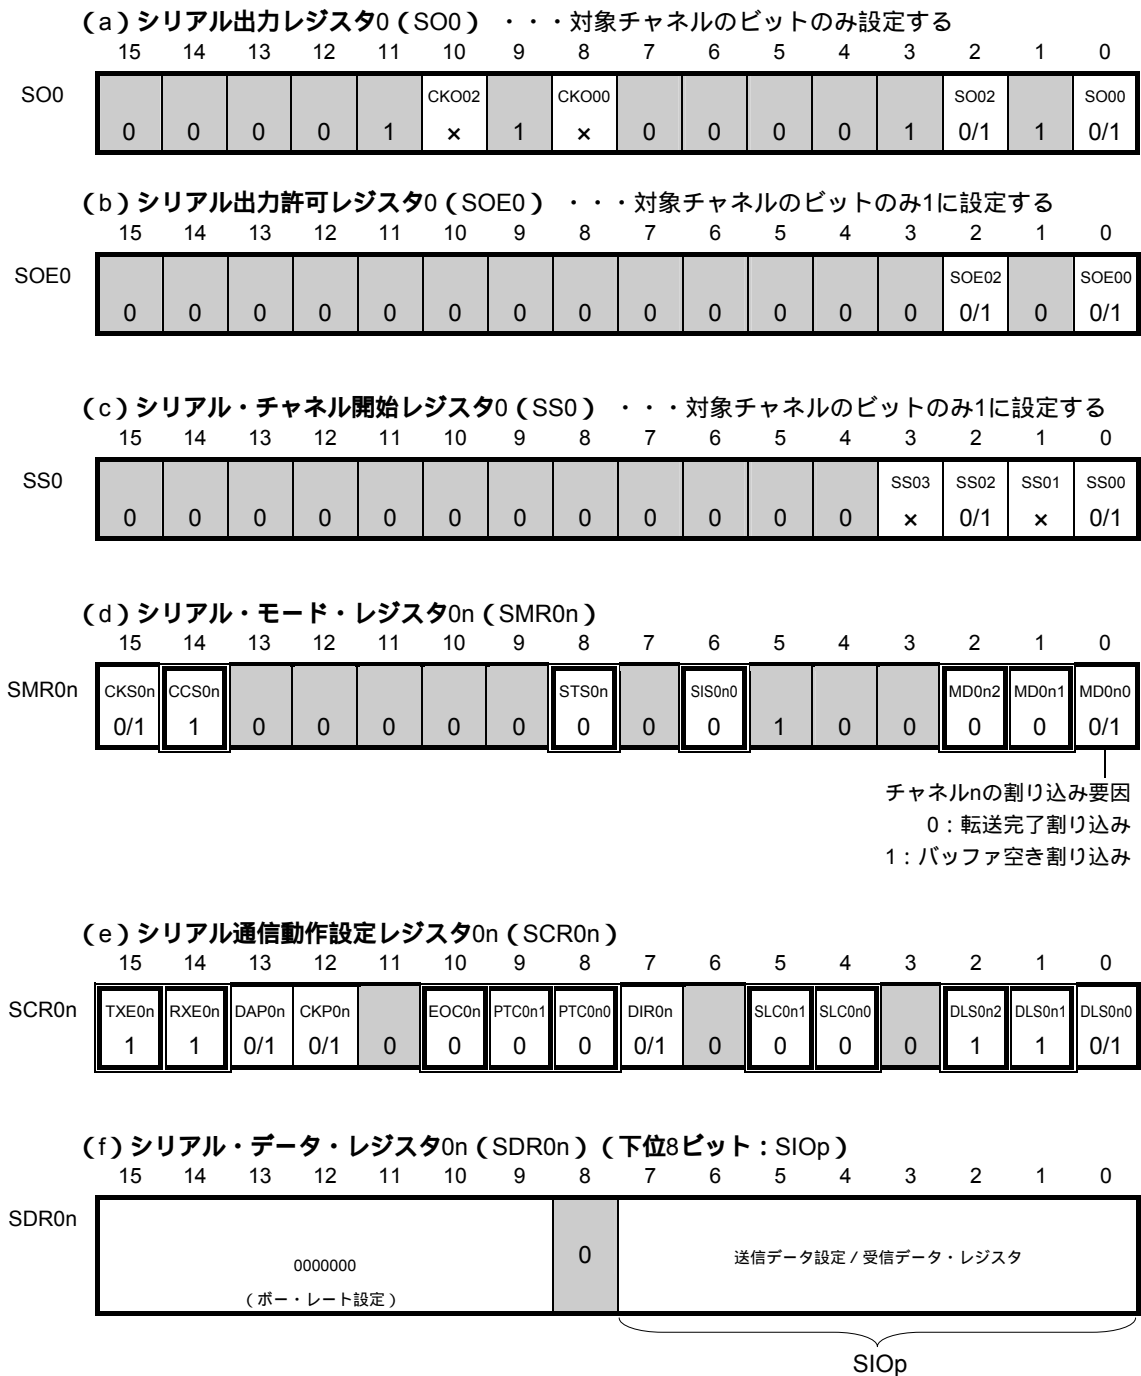 (a)シリアル出力レジスタ0(SO0) ・・・対象チャネルのビットのみ設定する
15 14 13 12 11 10 9 8 7 6 5 4 3 2 1 0
SO0 CKO02 CKO00 SO02 SO00
0 0 0 0 1 × 1 × 0 0 0 0 1 0/1 1 0/1
(b)シリアル出力許可レジスタ0(SOE0) ・・・対象チャネルのビットのみ1に設定する
15 14 13 12 11 10 9 8 7 6 5 4 3 2 1 0
SOE0 SOE02 SOE00
0 0 0 0 0 0 0 0 0 0 0 0 0 0/1 0 0/1
(c)シリアル・チャネル開始レジスタ0(SS0) ・・・対象チャネルのビットのみ1に設定する
15 14 13 12 11 10 9 8 7 6 5 4 3 2 1 0
SS0 SS03 SS02 SS01 SS00
0 0 0 0 0 0 0 0 0 0 0 0 × 0/1 × 0/1
(d)シリアル・モード・レジスタ0n(SMR0n)
15 14 13 12 11 10 9 8 7 6 5 4 3 2 1 0
SMR0n CKS0n CCS0n STS0n SIS0n0 MD0n2 MD0n1 MD0n0
0/1 1 0 0 0 0 0 0 0 0 1 0 0 0 0 0/1
チャネルnの割り込み要因
0:転送完了割り込み
1:バッファ空き割り込み
(e)シリアル通信動作設定レジスタ0n(SCR0n)
15 14 13 12 11 10 9 8 7 6 5 4 3 2 1 0
SCR0n TXE0n RXE0n DAP0n CKP0n EOC0n PTC0n1 PTC0n0 DIR0n SLC0n1 SLC0n0 DLS0n2 DLS0n1 DLS0n0
1 1 0/1 0/1 0 0 0 0 0/1 0 0 0 0 1 1 0/1
(f)シリアル・データ・レジスタ0n(SDR0n)(下位8ビット:SIOp)
15 14 13 12 11 10 9 8 7 6 5 4 3 2 1 0
SDR0n 0000000 0 送信データ設定/受信データ・レジスタ
(ボー・レート設定)
SIOp